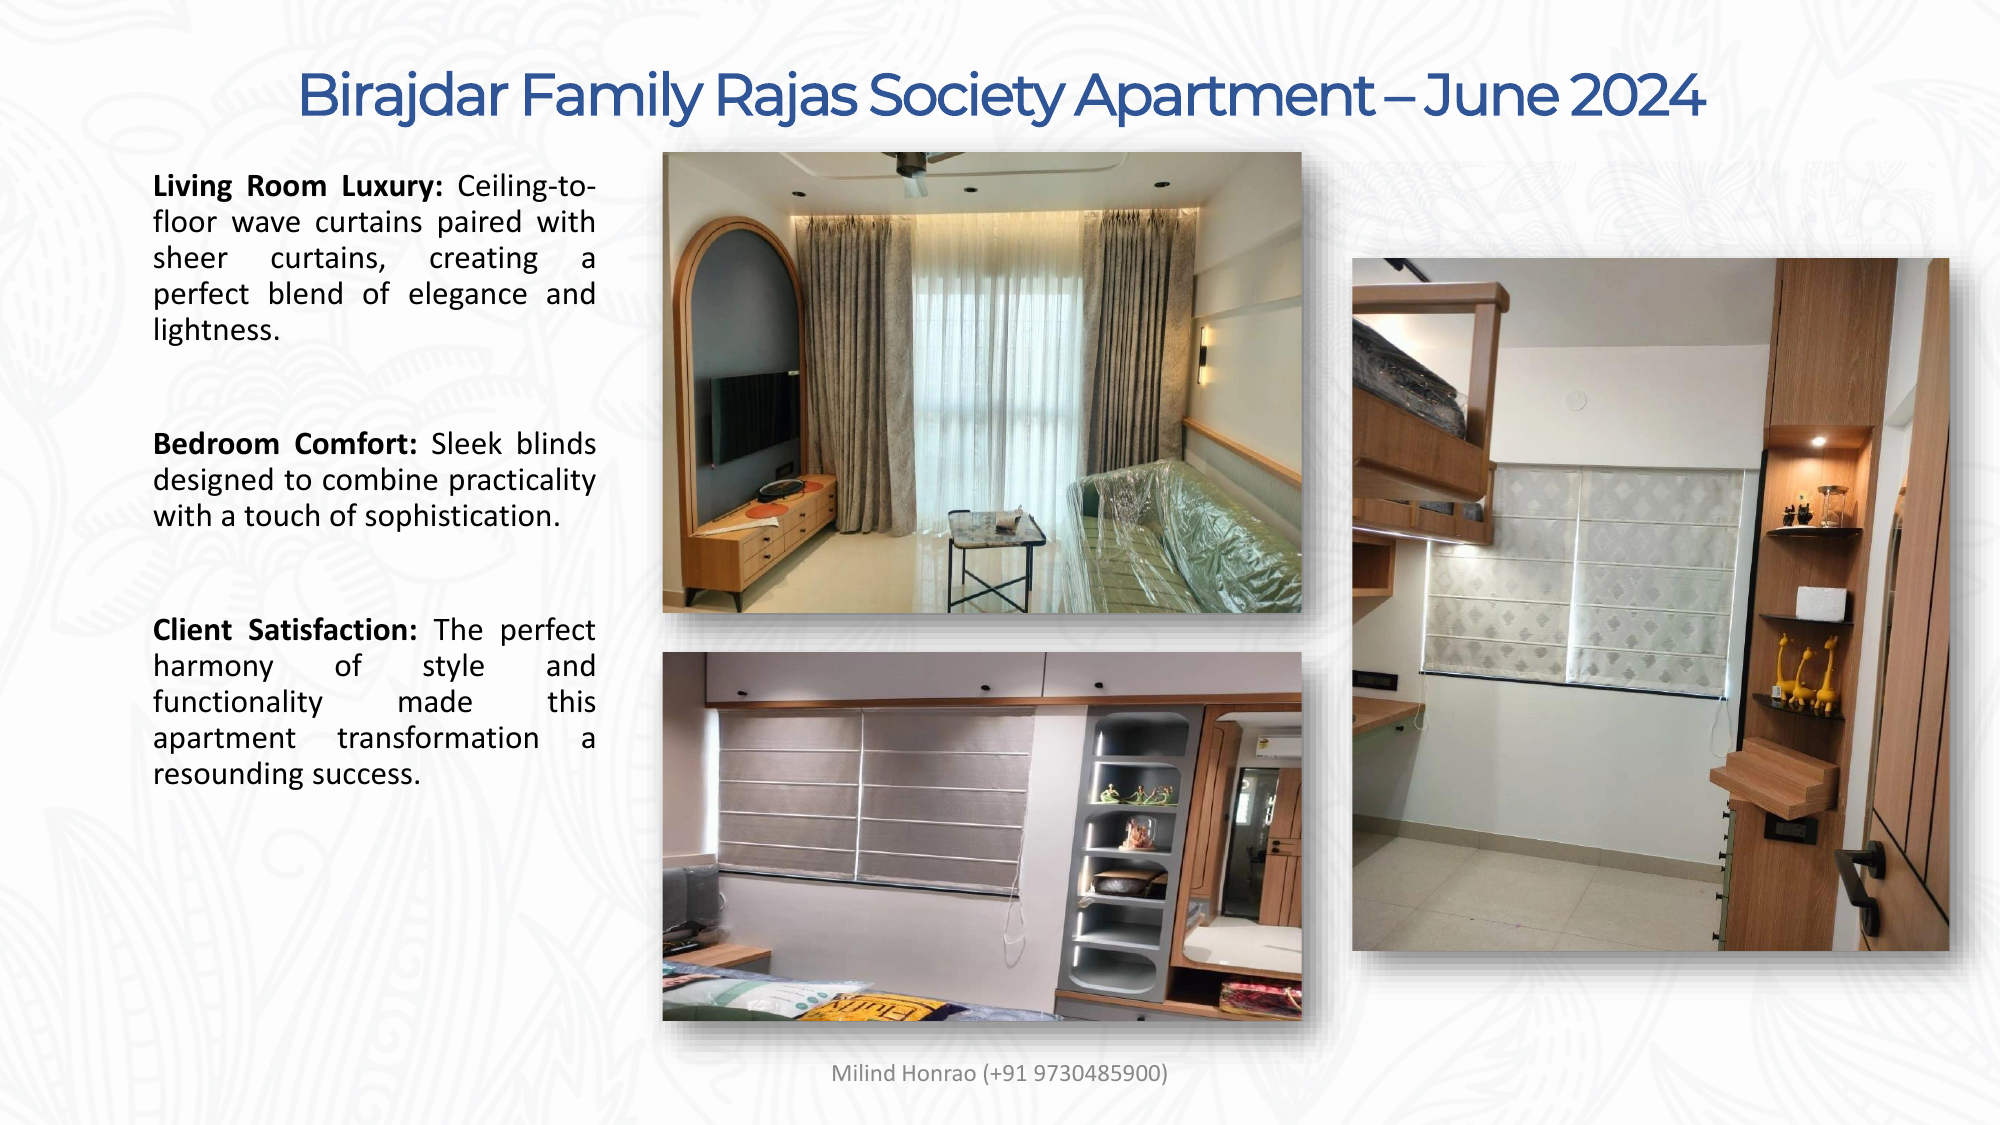 Birajdar Family Rajas Society Apartment – June 2024
Living Room Luxury: Ceiling-to-
floor wave curtains paired with
sheer curtains, creating a
perfect blend of elegance and
lightness.
Bedroom Comfort: Sleek blinds
designed to combine practicality
with a touch of sophistication.
Client Satisfaction: The perfect
harmony of style and
functionality made this
apartment transformation a
resounding success.
Milind Honrao (+91 9730485900)